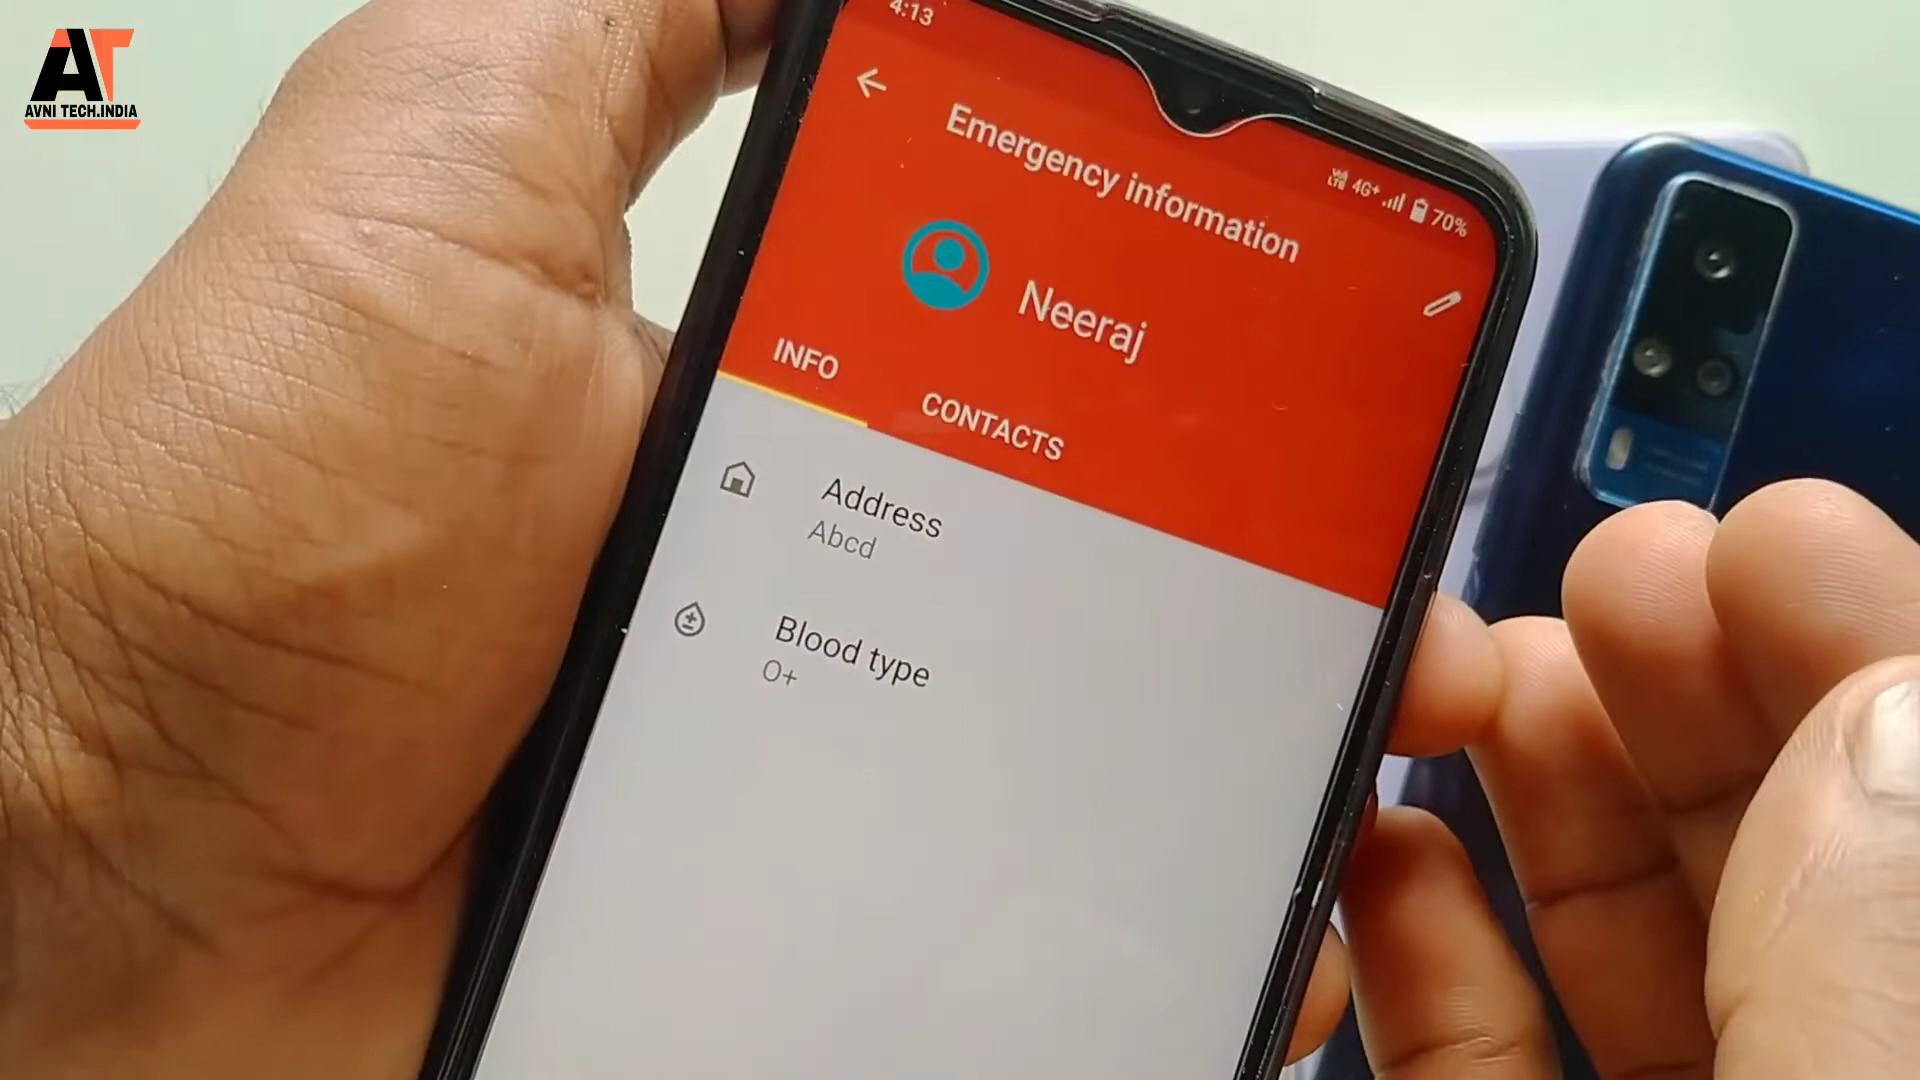 AT
AVNI TECH.INDIA
4:13
Emergency information
4G+
70%
Neeraj
INFO
CONTACTS
Address
Abcd
Blood type
O+